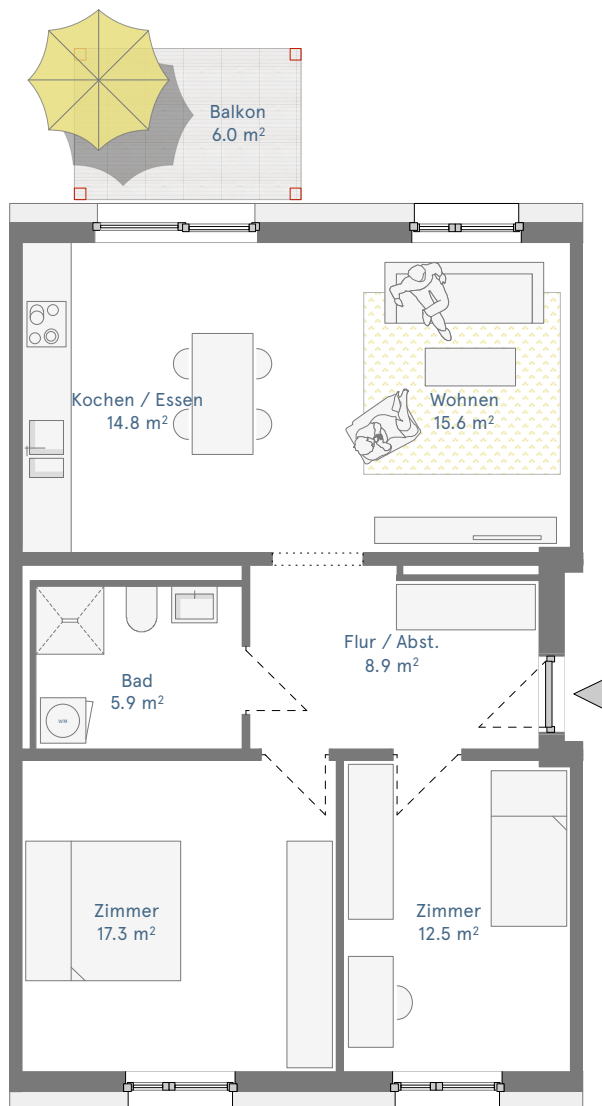 Balkon
6.0 m²
Kochen / Essen
14.8 m²
Wohnen
15.6 m²
Flur / Abst.
8.9 m²
Bad
5.9 m²
WM
Zimmer
17.3 m²
Zimmer
12.5 m²